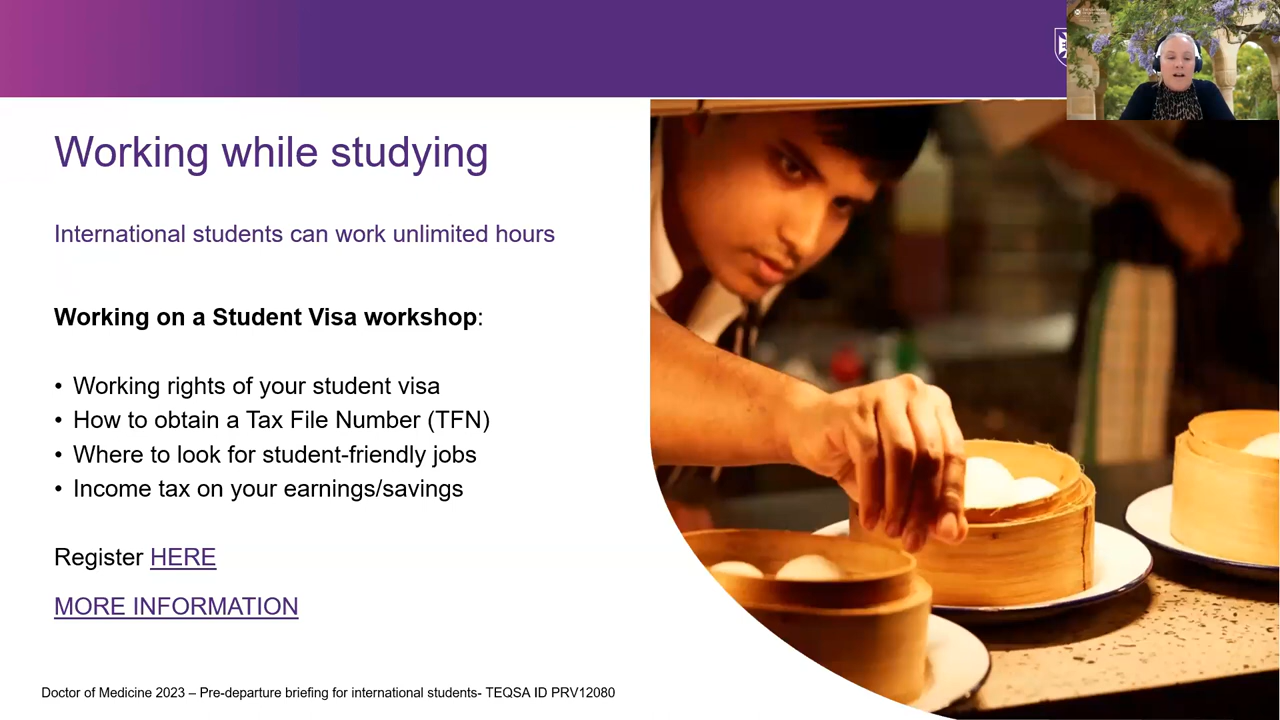 Working while studying
International students can work unlimited hours
Working on a Student Visa workshop:
• Working rights of your student visa
• How to obtain a Tax File Number (TFN)
• Where to look for student-friendly jobs
• Income tax on your earnings/savings
Register HERE
MORE INFORMATION
Doctor of Medicine 2023 – Pre-departure briefing for international students- TEQSA ID PRV12080